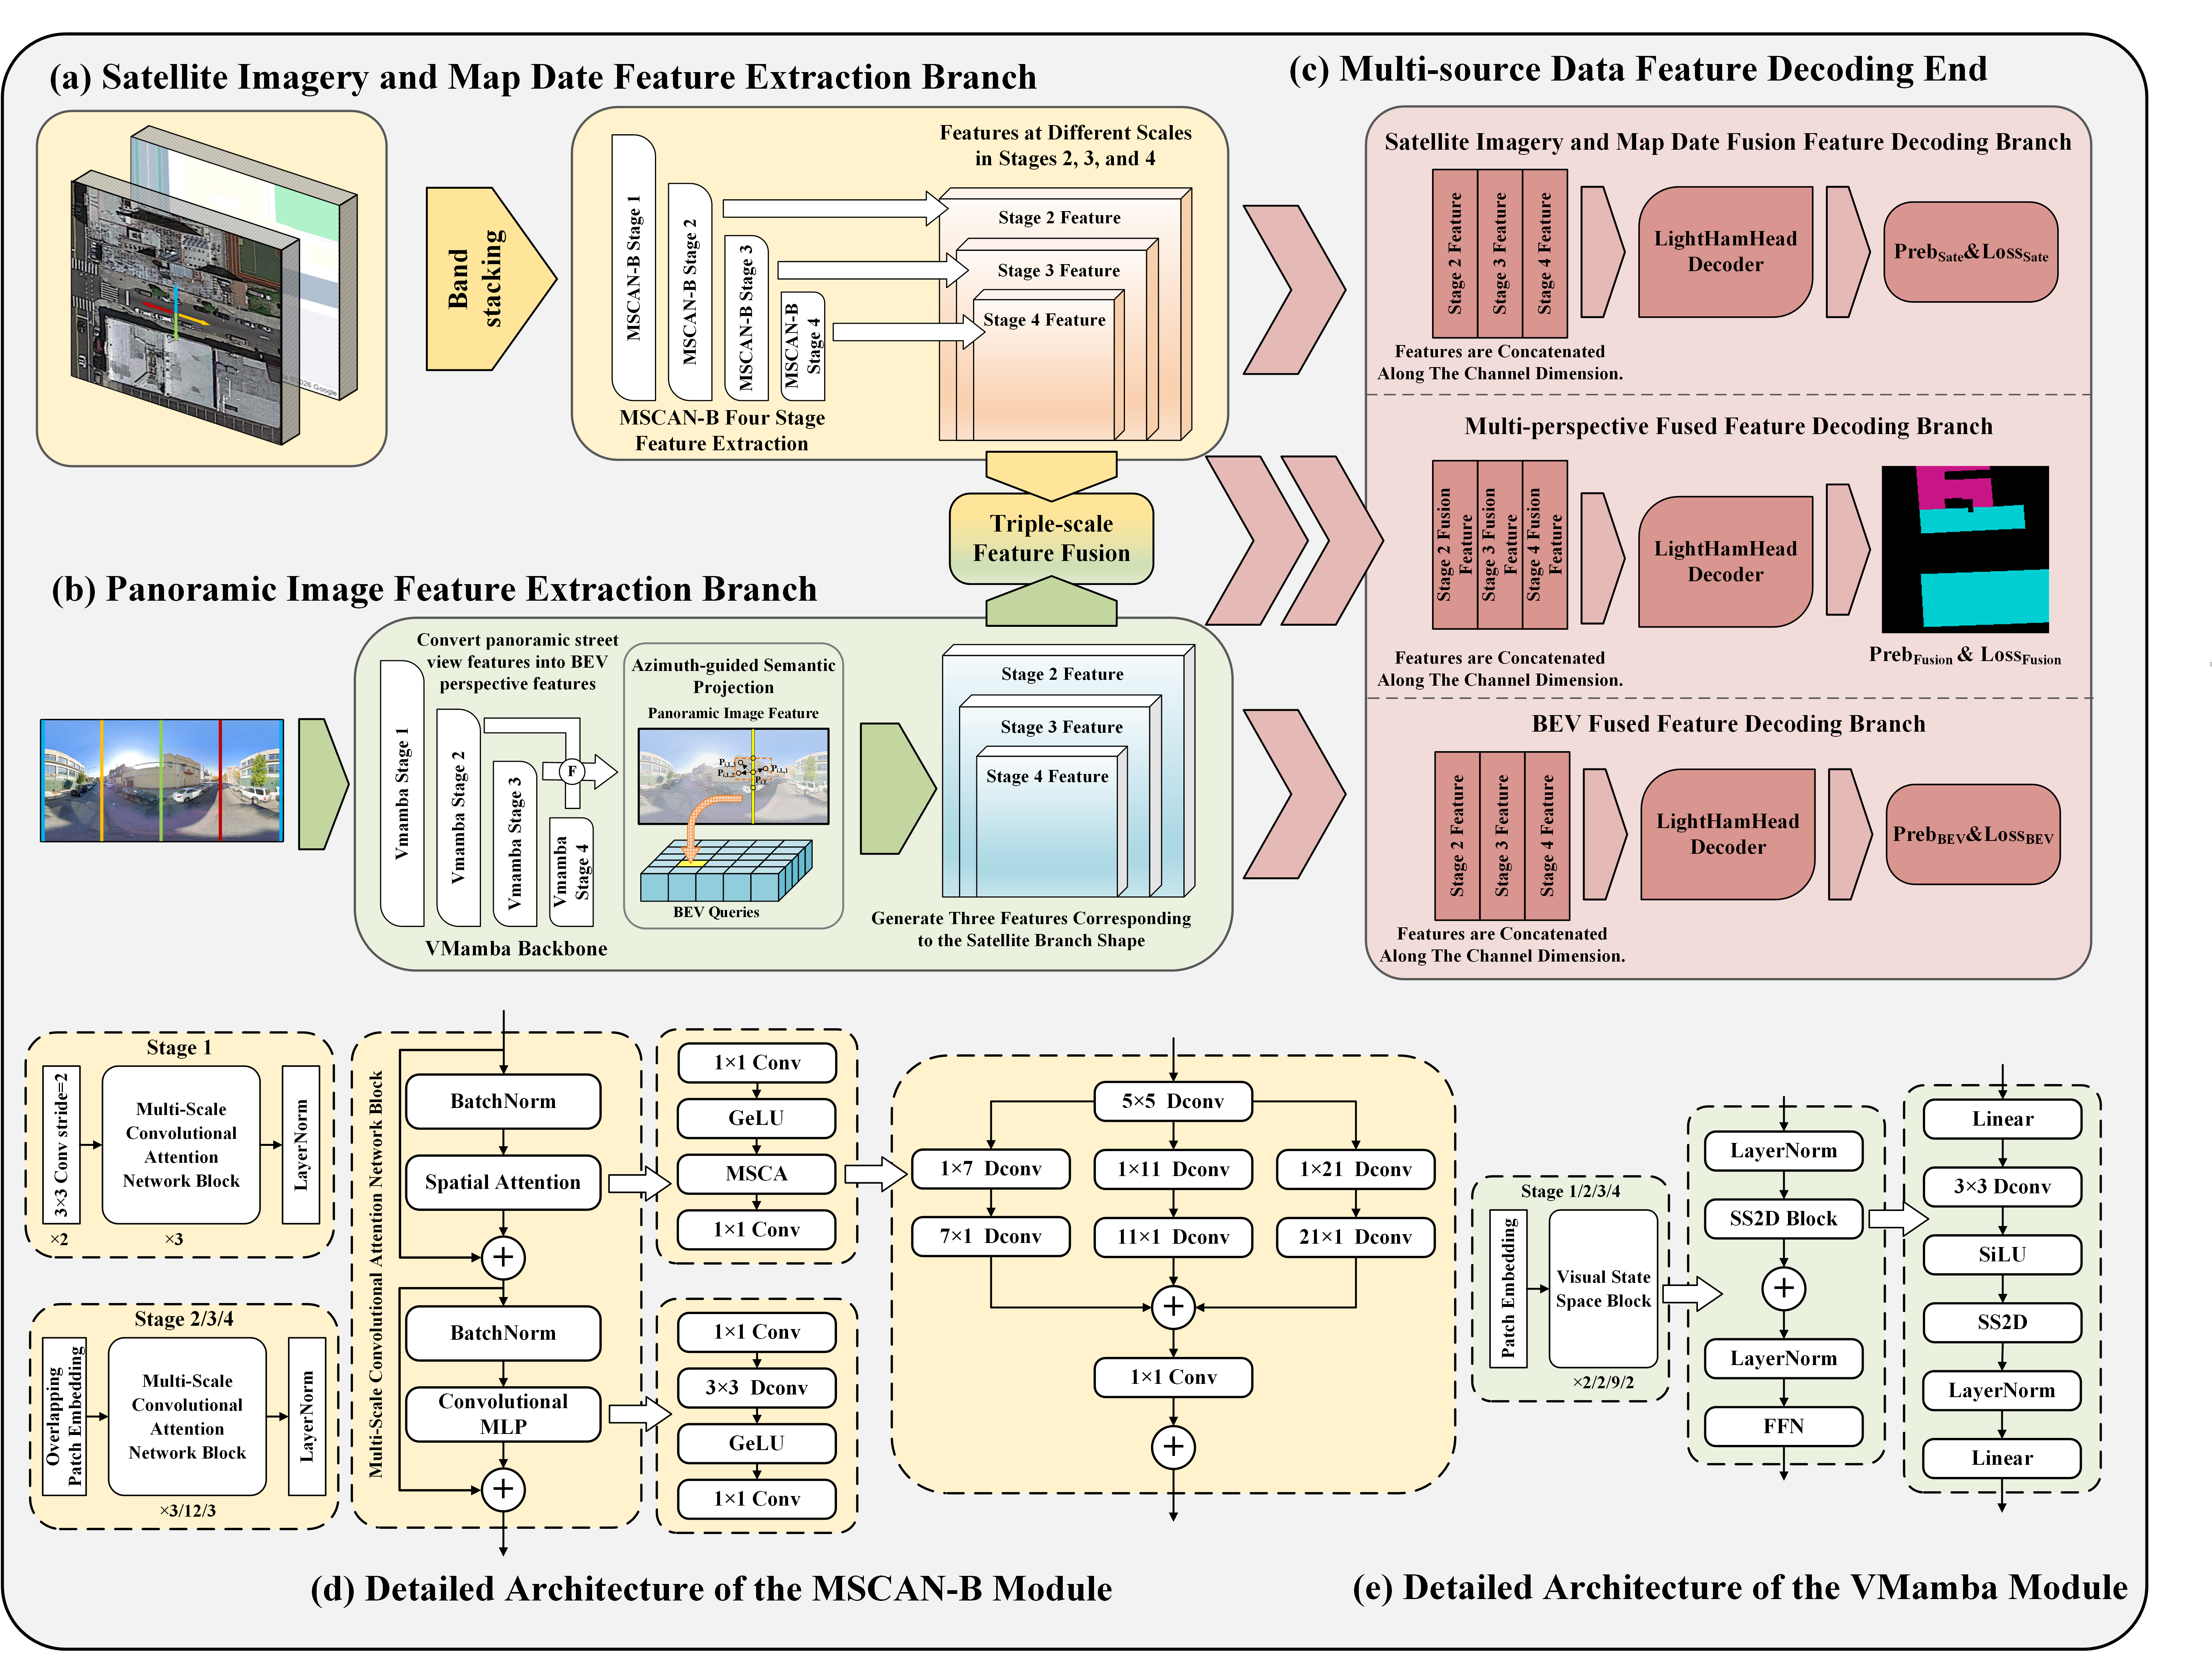 (a) Satellite Imagery and Map Date Feature Extraction Branch
Band
stacking
MSCAN-B Stage 1
MSCAN-B Stage 2
MSCAN-B Stage 3
MSCAN-B
Stage 4
MSCAN-B Four Stage
Feature Extraction
Features at Different Scales
in Stages 2, 3, and 4
Stage 2 Feature
Stage 3 Feature
Stage 4 Feature
Triple-scale
Feature Fusion
(b) Panoramic Image Feature Extraction Branch
Convert panoramic street
view features into BEV
perspective features
Vmamba Stage 1
Vmamba Stage 2
Vmamba Stage 3
Vmamba
Stage 4
F
VMamba Backbone
Azimuth-guided Semantic
Projection
Panoramic Image Feature
BEV Queries
Stage 2 Feature
Stage 3 Feature
Stage 4 Feature
Generate Three Features Corresponding
to the Satellite Branch Shape
(c) Multi-source Data Feature Decoding End
Satellite Imagery and Map Date Fusion Feature Decoding Branch
Stage 2 Feature
Stage 3 Feature
Stage 4 Feature
Features are Concatenated
Along The Channel Dimension.
LightHamHead
Decoder
PrebSate&LossSate
Multi-perspective Fused Feature Decoding Branch
Stage 2 Fusion
Feature
Stage 3 Fusion
Feature
Stage 4 Fusion
Feature
Features are Concatenated
Along The Channel Dimension.
LightHamHead
Decoder
PrebFusion & LossFusion
BEV Fused Feature Decoding Branch
Stage 2 Feature
Stage 3 Feature
Stage 4 Feature
Features are Concatenated
Along The Channel Dimension.
LightHamHead
Decoder
PrebBEV&LossBEV
Stage 1
3×3 Conv stride=2
×2
Multi-Scale
Convolutional
Attention
Network Block
×3
LayerNorm
Stage 2/3/4
Overlapping
Patch Embedding
Multi-Scale
Convolutional
Attention
Network Block
×3/12/3
LayerNorm
Multi-Scale Convolutional Attention Network Block
BatchNorm
Spatial Attention
+
BatchNorm
Convolutional
MLP
+
1×1 Conv
GeLU
MSCA
1×1 Conv
1×1 Conv
3×3 Dconv
GeLU
1×1 Conv
5×5 Dconv
1×7 Dconv
1×11 Dconv
1×21 Dconv
7×1 Dconv
11×1 Dconv
21×1 Dconv
+
1×1 Conv
+
(d) Detailed Architecture of the MSCAN-B Module
Stage 1/2/3/4
Patch Embedding
Visual State
Space Block
×2/2/9/2
LayerNorm
SS2D Block
+
LayerNorm
FFN
Linear
3×3 Dconv
SiLU
SS2D
LayerNorm
Linear
(e) Detailed Architecture of the VMamba Module